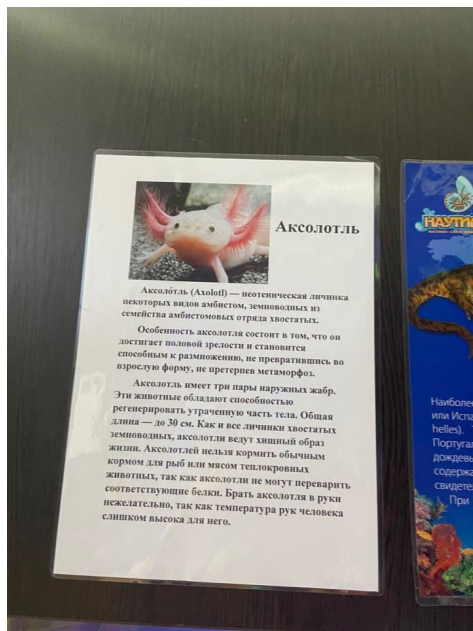 Аксолотль
Аксоло́тль (Axolotl) — неотеническая личинка
некоторых видов амбистом, земноводных из
семейства амбистомовых отряда хвостатых.
Особенность аксолотля состоит в том, что он
достигает половой зрелости и становится
способным к размножению, не превратившись во
взрослую форму, не претерпев метаморфоз.
Аксолотль имеет три пары наружных жабр.
Эти животные обладают способностью
регенерировать утраченную часть тела. Общая
длина — до 30 см. Как и все личинки хвостатых
земноводных, аксолотли ведут хищный образ
жизни. Аксолотлей нельзя кормить обычным
кормом для рыб или мясом теплокровных
животных, так как аксолотли не могут переварить
соответствующие белки. Брать аксолотля в руки
нежелательно, так как температура рук человека
слишком высока для него.
НАУТИ
Наиболе
или Испа
helles).
Португал
дождевы
содержа
свидете
При